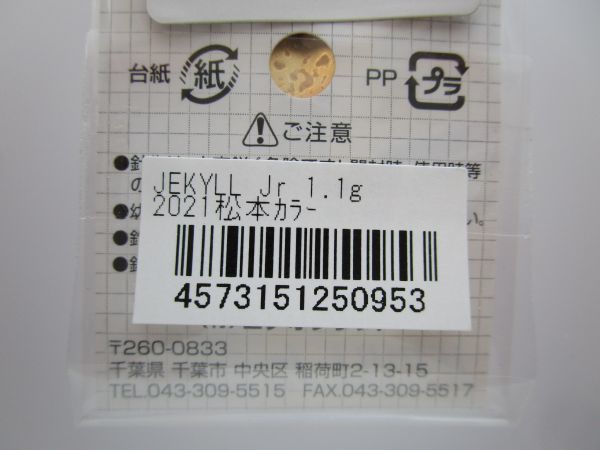 台紙 紙 PP プラ
ご注意
JEKYLL Jr 1.1g
2021松本カラー
4573151250953
〒260-0833
千葉県 千葉市 中央区 稲荷町2-13-15
TEL.043-309-5515 FAX.043-309-5517